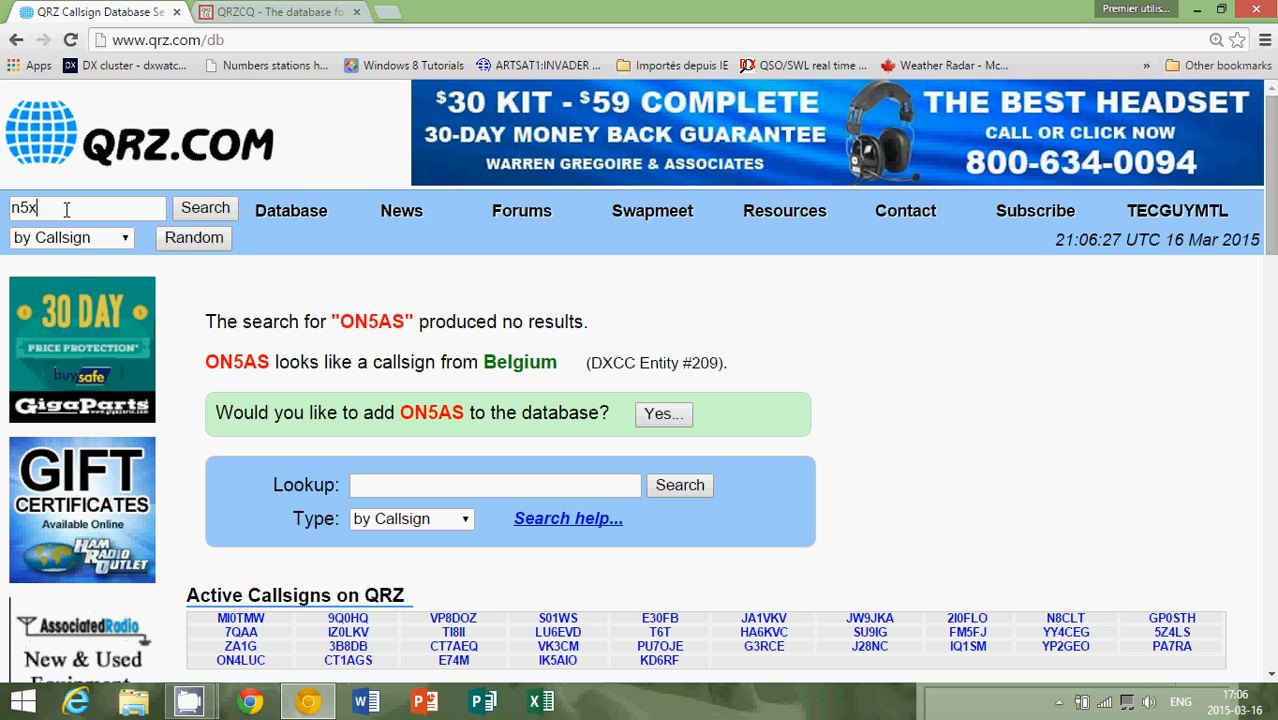 QRZ Callsign Database Se
QRZCQ - The database fo
Premier utilis...
www.qrz.com/db
Apps
DX cluster - dxwatc...
Numbers stations h...
Windows 8 Tutorials
ARTSAT1:INVADER ...
Importés depuis IE
QSO/SWL real time ...
Weather Radar - Mc...
»
Other bookmarks
QRZ.COM
$30 KIT - $59 COMPLETE
30-DAY MONEY BACK GUARANTEE
WARREN GREGOIRE & ASSOCIATES
THE BEST HEADSET
CALL OR CLICK NOW
800-634-0094
n5x
Search
Database
News
Forums
Swapmeet
Resources
Contact
Subscribe
TECGUYMTL
by Callsign
Random
21:06:27 UTC 16 Mar 2015
30 DAY
PRICE PROTECTION*
buysafe
GigaParts
GIFT
CERTIFICATES
Available Online
HAM RADIO OUTLET
AssociatedRadio
New & Used
The search for "ON5AS" produced no results.
ON5AS looks like a callsign from Belgium (DXCC Entity #209).
Would you like to add ON5AS to the database? Yes...
Lookup: Search
Type: by Callsign Search help...
Active Callsigns on QRZ
MI0TMW 9Q0HQ VP8DOZ S01WS E30FB JA1VKV JW9JKA 2I0FLO N8CLT GP0STH
7QAA IZ0LKV TI8II LU6EVD T6T HA6KVC SU9IG FM5FJ YY4CEG 5Z4LS
ZA1G 3B8DB CT7AEQ VK3CM PU7OJE G3RCE J28NC IQ1SM YP2GEO PA7RA
ON4LUC CT1AGS E74M IK5AIO KD6RF
ENG
17:06
2015-03-16